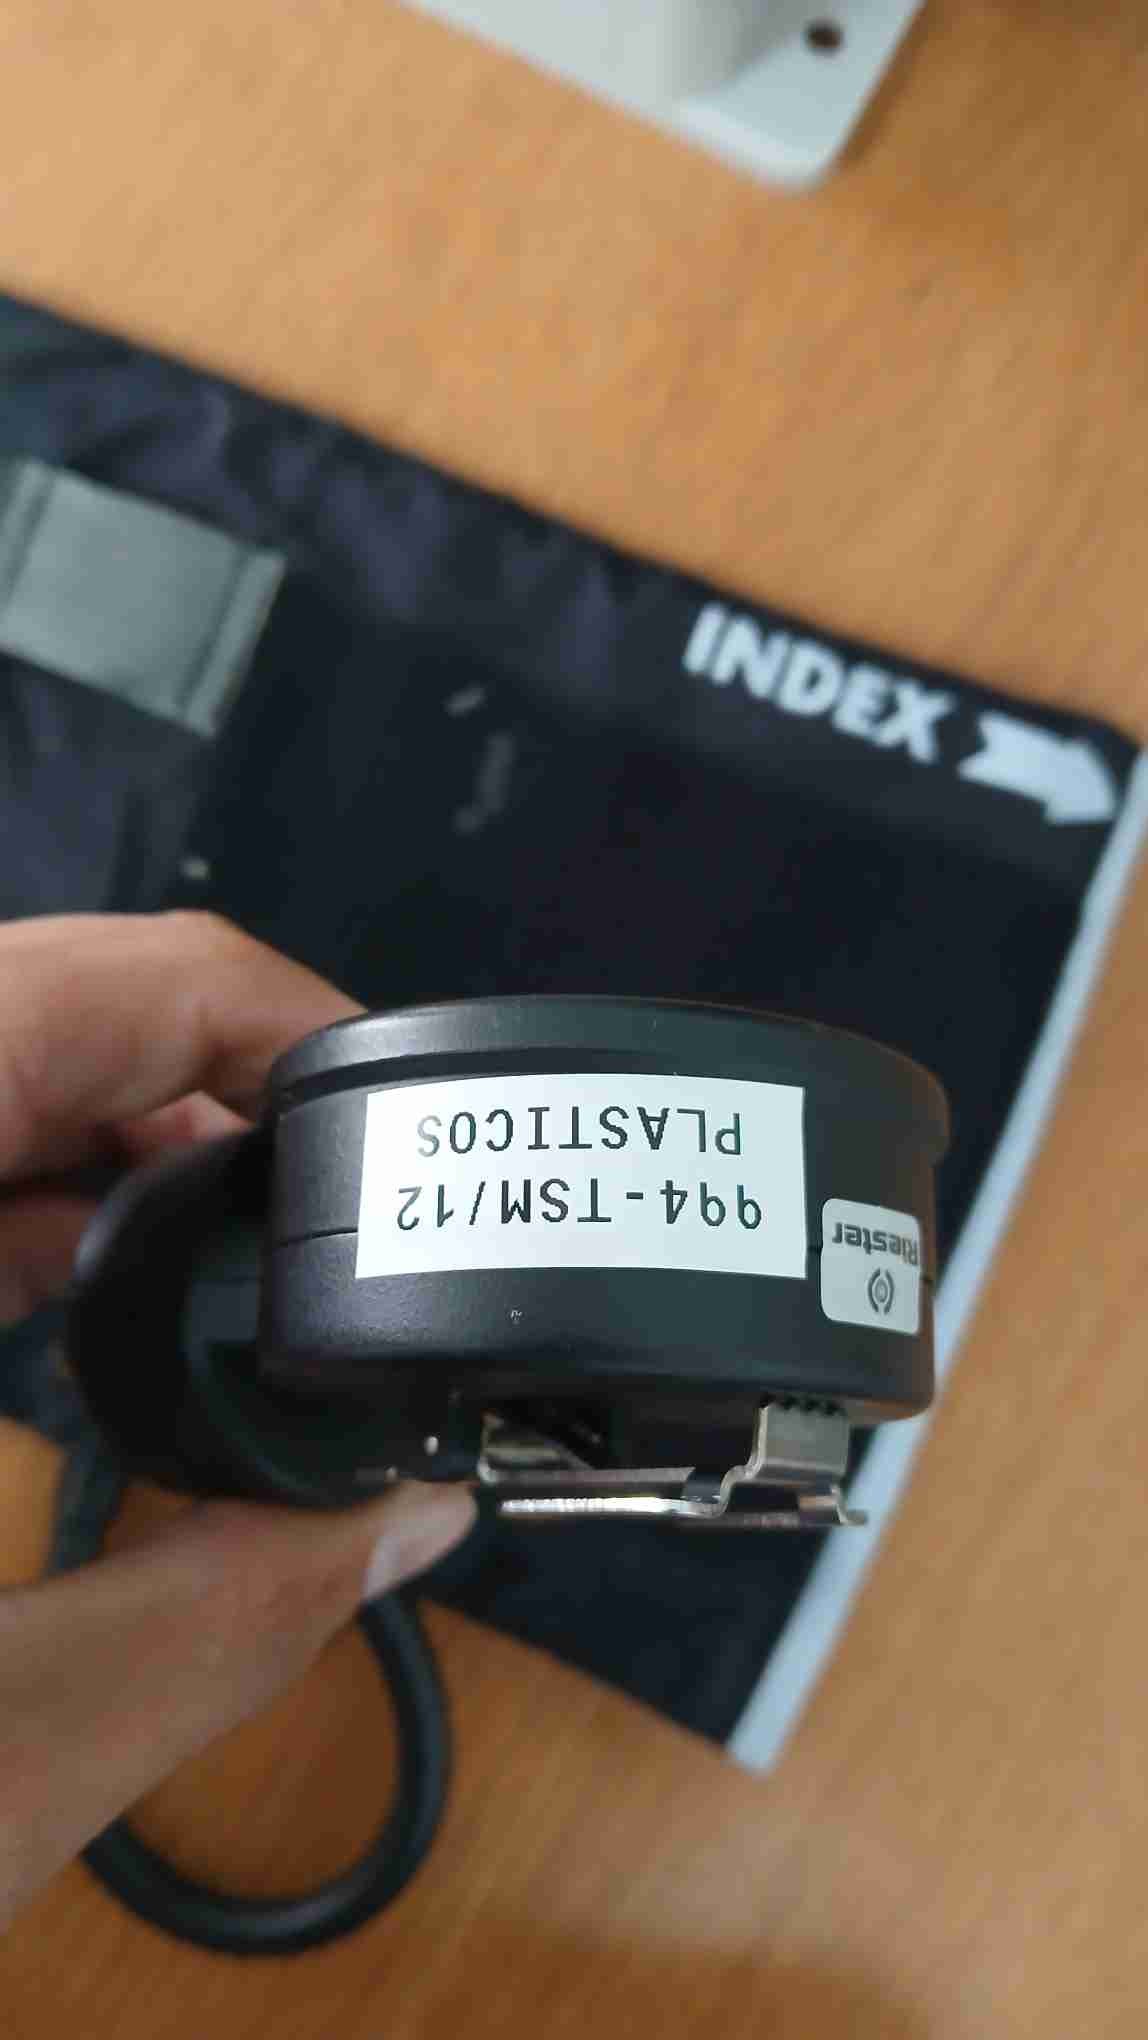 INDEX
994-TSM/12
PLASTICOS
Riester